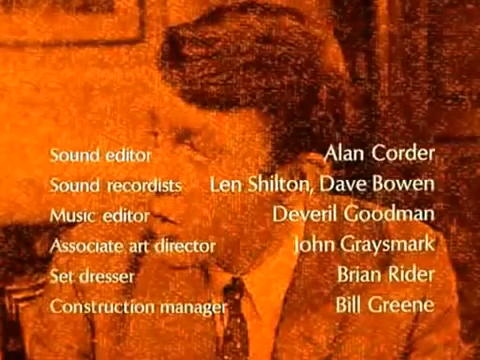 Sound editor Alan Corder
Sound recordists Len Shilton, Dave Bowen
Music editor Deveril Goodman
Associate art director John Graysmark
Set dresser Brian Rider
Construction manager Bill Greene